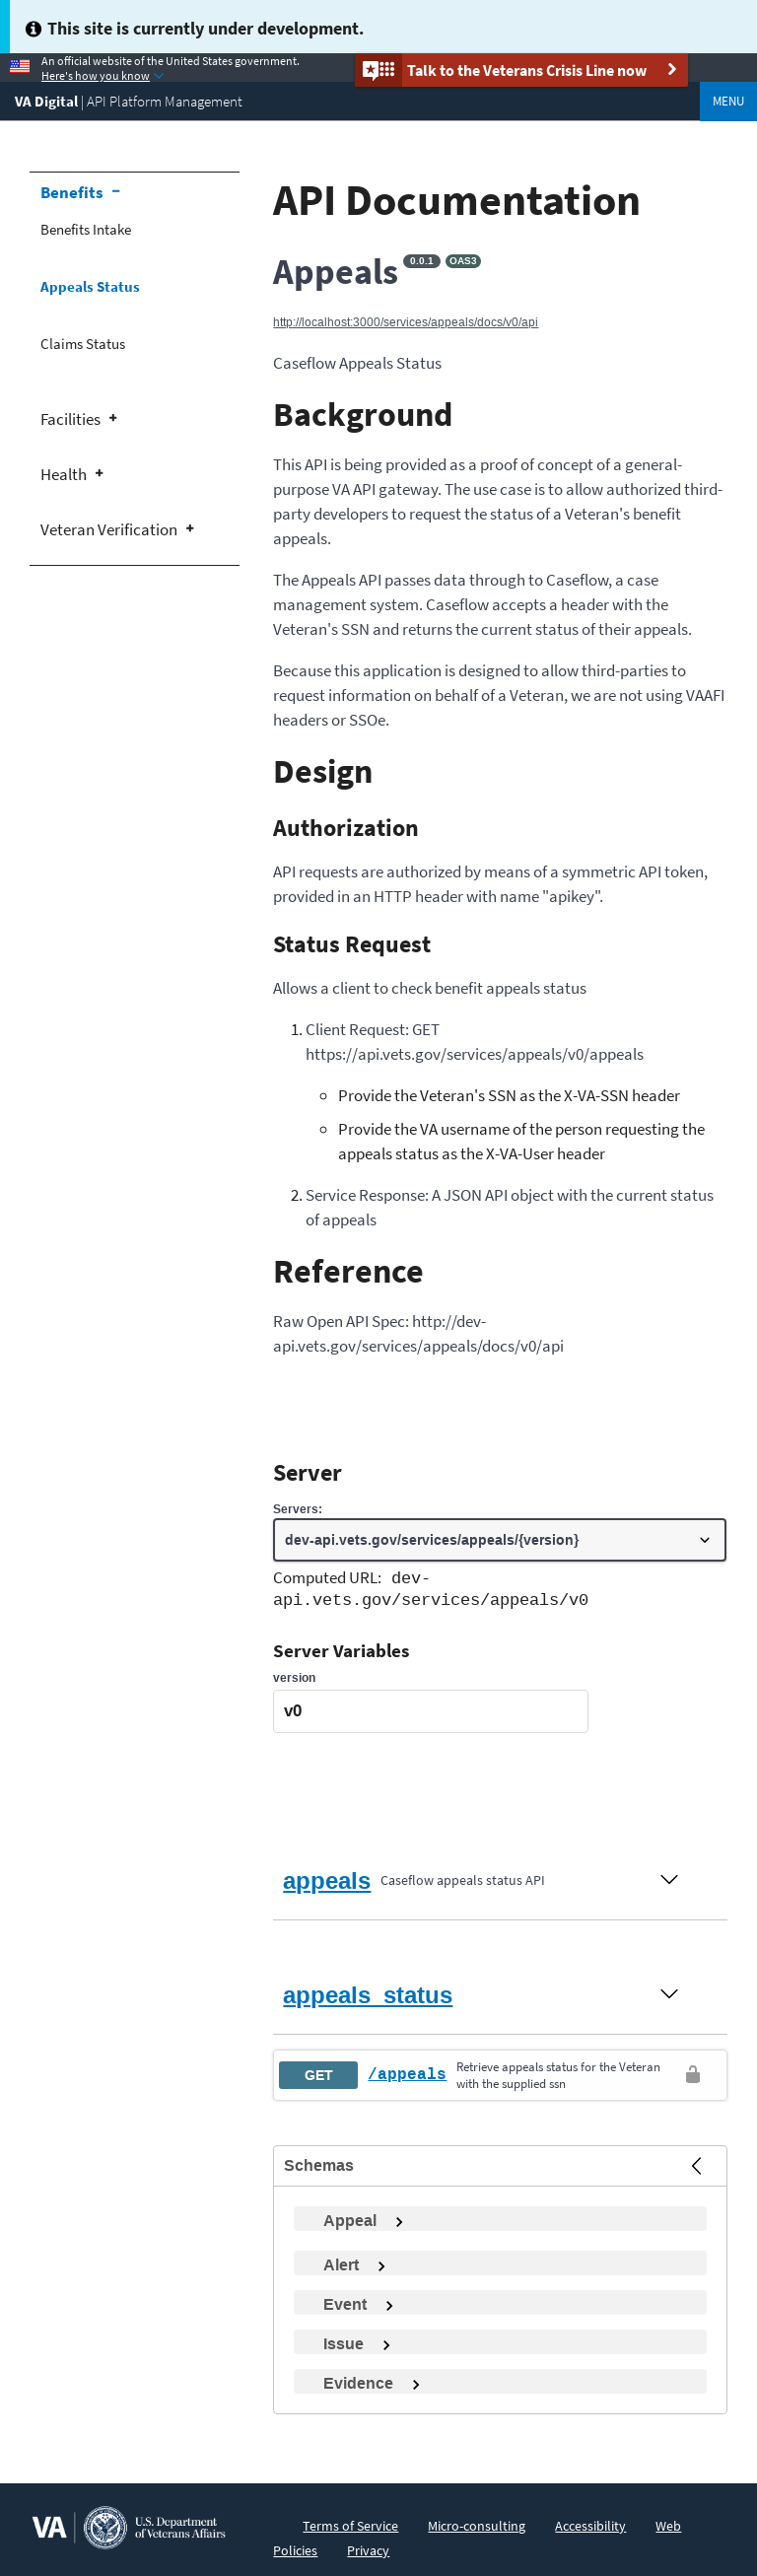 This site is currently under development.
An official website of the United States government.
Here's how you know
Talk to the Veterans Crisis Line now
VA Digital | API Platform Management
MENU
Benefits −
Benefits Intake
Appeals Status
Claims Status
Facilities +
Health +
Veteran Verification +
API Documentation
Appeals 0.0.1 OAS3
http://localhost:3000/services/appeals/docs/v0/api
Caseflow Appeals Status
Background
This API is being provided as a proof of concept of a general-
purpose VA API gateway. The use case is to allow authorized third-
party developers to request the status of a Veteran's benefit
appeals.
The Appeals API passes data through to Caseflow, a case
management system. Caseflow accepts a header with the
Veteran's SSN and returns the current status of their appeals.
Because this application is designed to allow third-parties to
request information on behalf of a Veteran, we are not using VAAFI
headers or SSOe.
Design
Authorization
API requests are authorized by means of a symmetric API token,
provided in an HTTP header with name "apikey".
Status Request
Allows a client to check benefit appeals status
1. Client Request: GET
https://api.vets.gov/services/appeals/v0/appeals
Provide the Veteran's SSN as the X-VA-SSN header
Provide the VA username of the person requesting the
appeals status as the X-VA-User header
2. Service Response: A JSON API object with the current status
of appeals
Reference
Raw Open API Spec: http://dev-
api.vets.gov/services/appeals/docs/v0/api
Server
Servers:
dev-api.vets.gov/services/appeals/{version}
Computed URL: dev-
api.vets.gov/services/appeals/v0
Server Variables
version
v0
appeals Caseflow appeals status API
appeals_status
GET /appeals Retrieve appeals status for the Veteran
with the supplied ssn
Schemas
Appeal
Alert
Event
Issue
Evidence
VA U.S. Department
of Veterans Affairs
Terms of Service Micro-consulting Accessibility Web
Policies Privacy